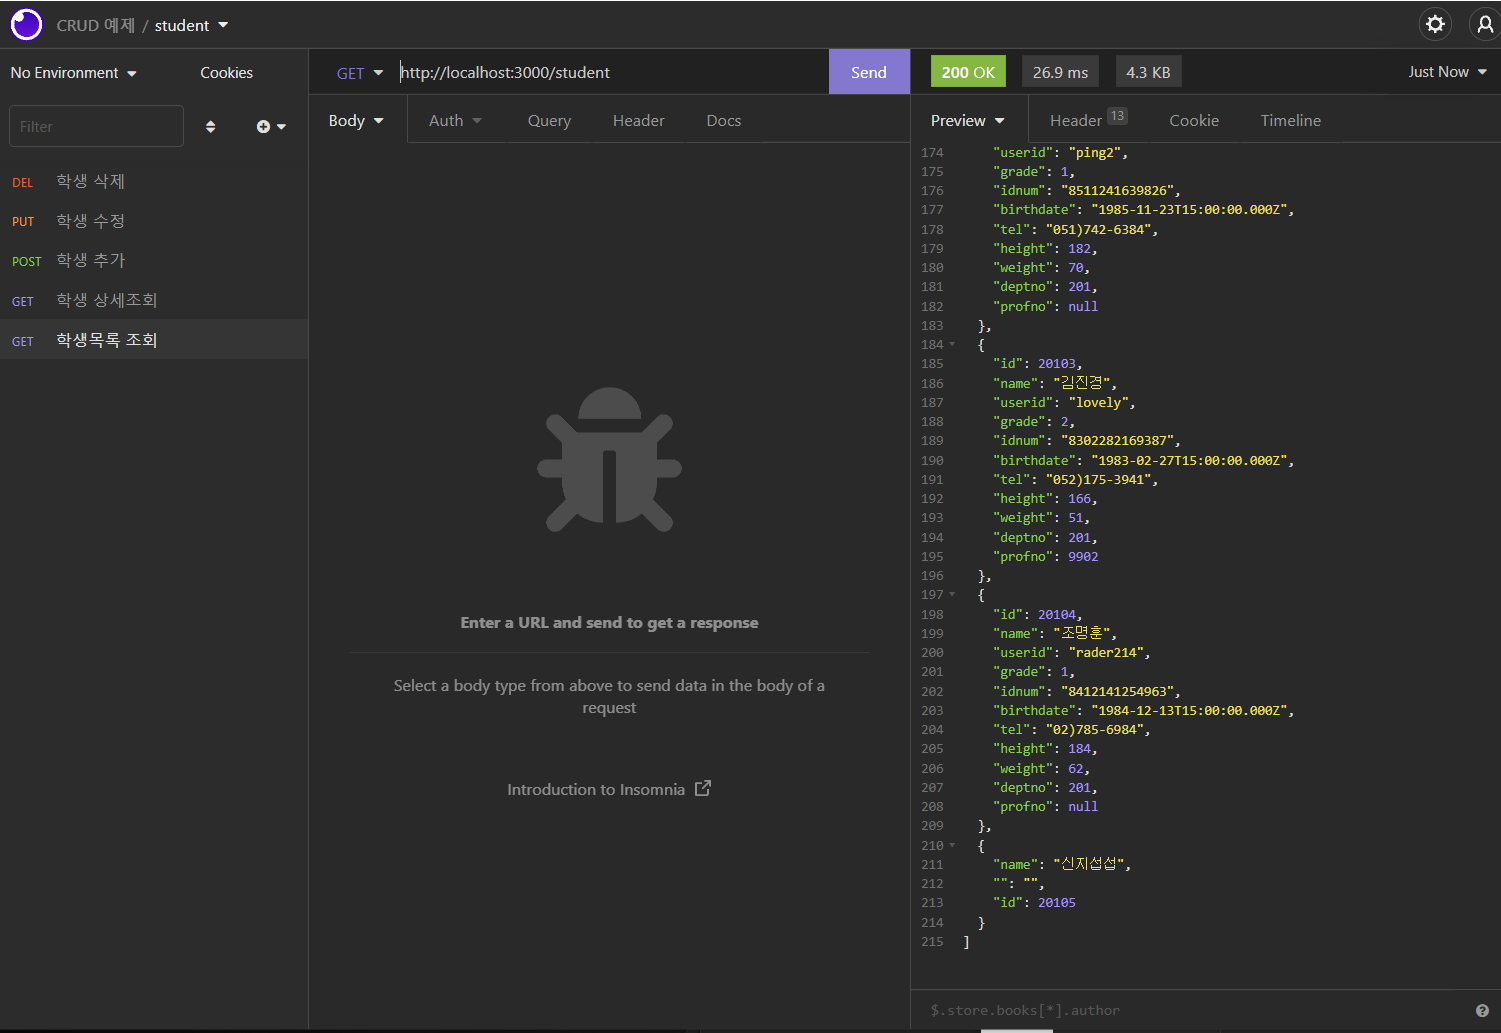 CRUD 예제 / student
No Environment
Cookies
Filter
DEL 학생 삭제
PUT 학생 수정
POST 학생 추가
GET 학생 상세조회
GET 학생목록 조회
GET http://localhost:3000/student Send
Body Auth Query Header Docs
Enter a URL and send to get a response
Select a body type from above to send data in the body of a
request
Introduction to Insomnia
200 OK 26.9 ms 4.3 KB Just Now
Preview Header 13 Cookie Timeline
174 "userid": "ping2",
175 "grade": 1,
176 "idnum": "8511241639826",
177 "birthdate": "1985-11-23T15:00:00.000Z",
178 "tel": "051)742-6384",
179 "height": 182,
180 "weight": 70,
181 "deptno": 201,
182 "profno": null
183 },
184 {
185 "id": 20103,
186 "name": "김진경",
187 "userid": "lovely",
188 "grade": 2,
189 "idnum": "8302282169387",
190 "birthdate": "1983-02-27T15:00:00.000Z",
191 "tel": "052)175-3941",
192 "height": 166,
193 "weight": 51,
194 "deptno": 201,
195 "profno": 9902
196 },
197 {
198 "id": 20104,
199 "name": "조명훈",
200 "userid": "rader214",
201 "grade": 1,
202 "idnum": "8412141254963",
203 "birthdate": "1984-12-13T15:00:00.000Z",
204 "tel": "02)785-6984",
205 "height": 184,
206 "weight": 62,
207 "deptno": 201,
208 "profno": null
209 },
210 {
211 "name": "신지섭섭",
212 "": "",
213 "id": 20105
214 }
215 ]
$.store.books[*].author